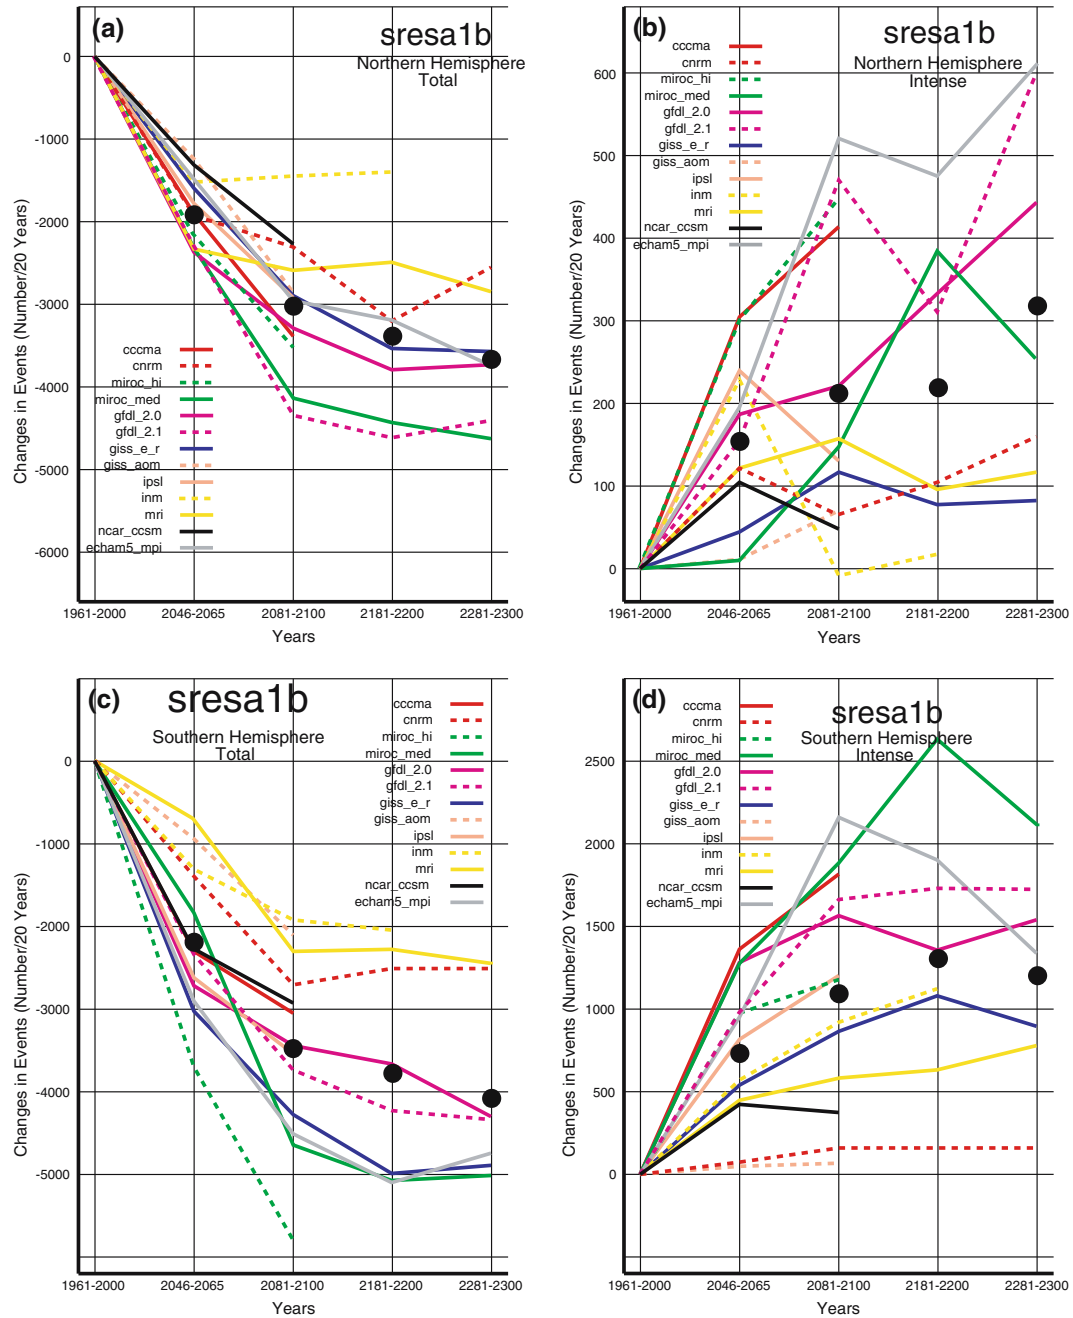 (a)
sresa1b
Northern Hemisphere
Total
0
-1000
-2000
-3000
-4000
-5000
-6000
Changes in Events (Number/20 Years)
cccma
cnrm
miroc_hi
miroc_med
gfdl_2.0
gfdl_2.1
giss_e_r
giss_aom
ipsl
inm
mri
ncar_ccsm
echam5_mpi
1961-2000 2046-2065 2081-2100 2181-2200 2281-2300
Years
(b)
sresa1b
Northern Hemisphere
Intense
cccma
cnrm
miroc_hi
miroc_med
gfdl_2.0
gfdl_2.1
giss_e_r
giss_aom
ipsl
inm
mri
ncar_ccsm
echam5_mpi
600
500
400
300
200
100
0
Changes in Events (Number/20 Years)
1961-2000 2046-2065 2081-2100 2181-2200 2281-2300
Years
(c)
sresa1b
Southern Hemisphere
Total
cccma
cnrm
miroc_hi
miroc_med
gfdl_2.0
gfdl_2.1
giss_e_r
giss_aom
ipsl
inm
mri
ncar_ccsm
echam5_mpi
0
-1000
-2000
-3000
-4000
-5000
Changes in Events (Number/20 Years)
1961-2000 2046-2065 2081-2100 2181-2200 2281-2300
Years
(d)
sresa1b
Southern Hemisphere
Intense
cccma
cnrm
miroc_hi
miroc_med
gfdl_2.0
gfdl_2.1
giss_e_r
giss_aom
ipsl
inm
mri
ncar_ccsm
echam5_mpi
2500
2000
1500
1000
500
0
Changes in Events (Number/20 Years)
1961-2000 2046-2065 2081-2100 2181-2200 2281-2300
Years